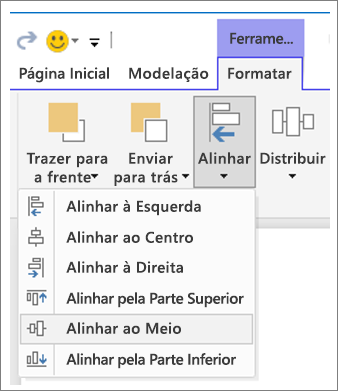 Ferrame...
Página Inicial Modelação Formatar
Trazer para a frente Enviar para trás Alinhar Distribuir
Alinhar à Esquerda
Alinhar ao Centro
Alinhar à Direita
Alinhar pela Parte Superior
Alinhar ao Meio
Alinhar pela Parte Inferior